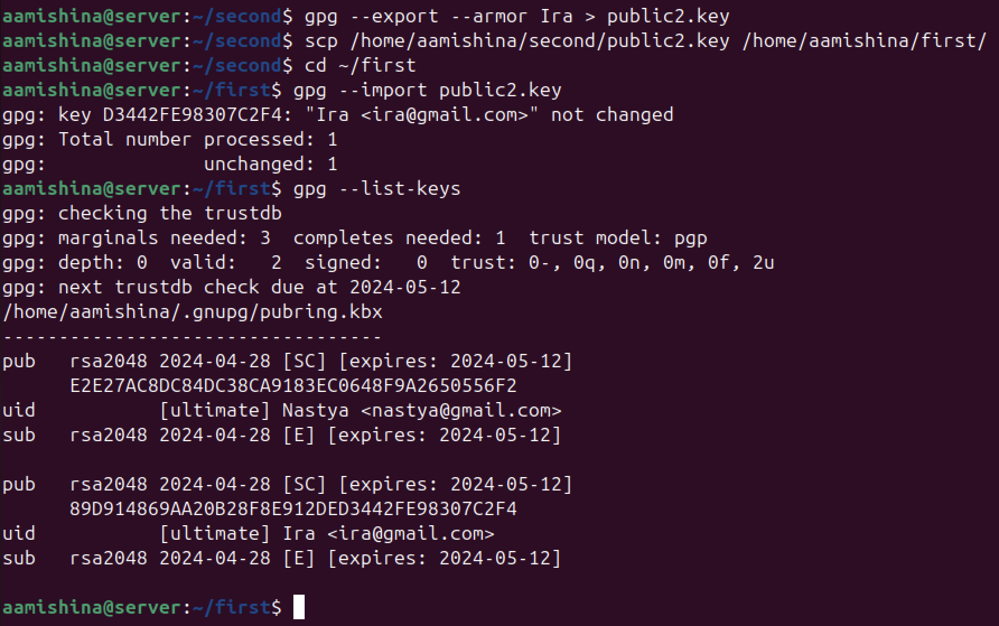 aamishina@server:~/second$ gpg --export --armor Ira > public2.key
aamishina@server:~/second$ scp /home/aamishina/second/public2.key /home/aamishina/first/
aamishina@server:~/second$ cd ~/first
aamishina@server:~/first$ gpg --import public2.key
gpg: key D3442FE98307C2F4: "Ira <ira@gmail.com>" not changed
gpg: Total number processed: 1
gpg:              unchanged: 1
aamishina@server:~/first$ gpg --list-keys
gpg: checking the trustdb
gpg: marginals needed: 3  completes needed: 1  trust model: pgp
gpg: depth: 0  valid:   2  signed:   0  trust: 0-, 0q, 0n, 0m, 0f, 2u
gpg: next trustdb check due at 2024-05-12
/home/aamishina/.gnupg/pubring.kbx
----------------------------------
pub   rsa2048 2024-04-28 [SC] [expires: 2024-05-12]
      E2E27AC8DC84DC38CA9183EC0648F9A2650556F2
uid           [ultimate] Nastya <nastya@gmail.com>
sub   rsa2048 2024-04-28 [E] [expires: 2024-05-12]

pub   rsa2048 2024-04-28 [SC] [expires: 2024-05-12]
      89D914869AA20B28F8E912DED3442FE98307C2F4
uid           [ultimate] Ira <ira@gmail.com>
sub   rsa2048 2024-04-28 [E] [expires: 2024-05-12]

aamishina@server:~/first$